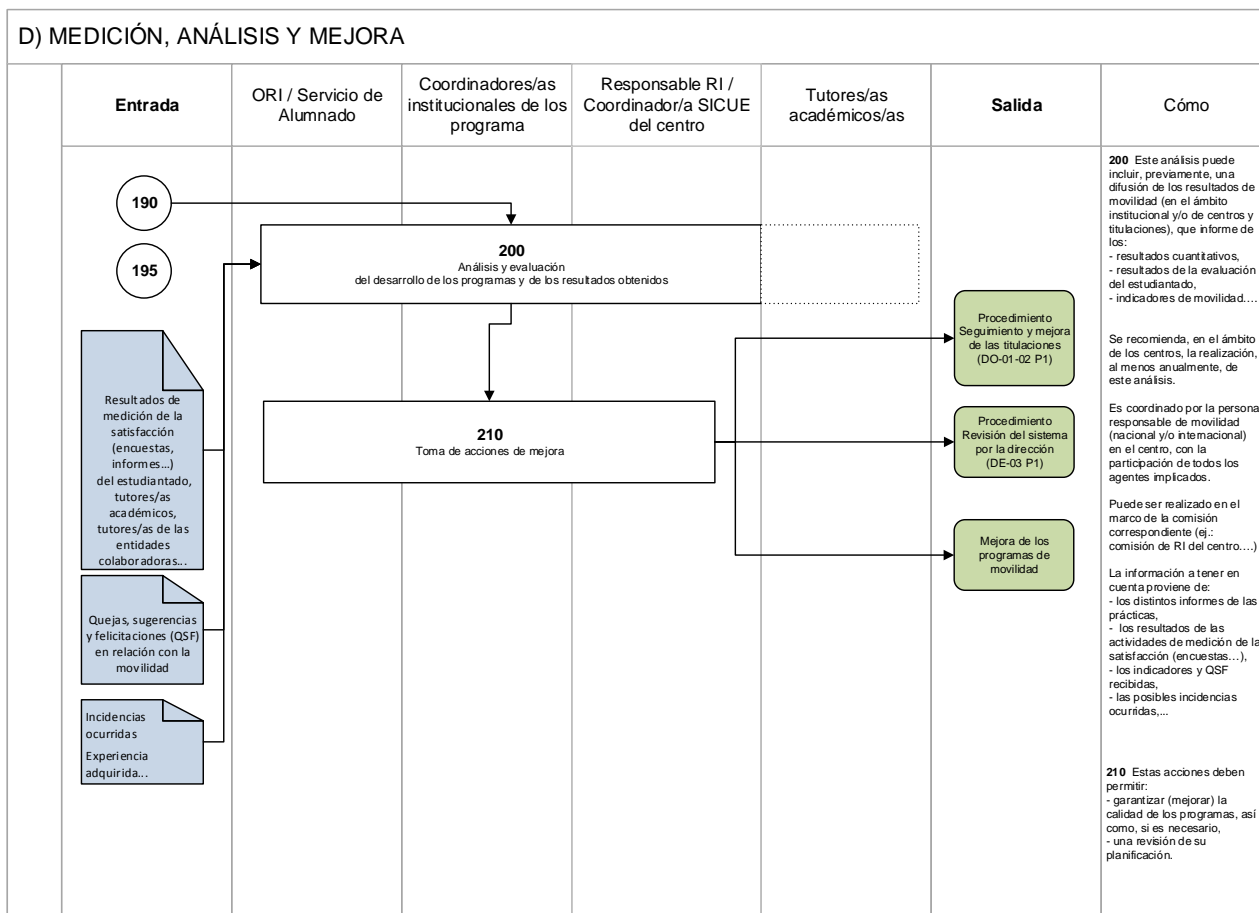 D) MEDICIÓN, ANÁLISIS Y MEJORA
Entrada
ORI / Servicio de
Alumnado
Coordinadores/as
institucionales de los
programa
Responsable RI /
Coordinador/a SICUE
del centro
Tutores/as
académicos/as
Salida
Cómo
190
195
200
Análisis y evaluación
del desarrollo de los programas y de los resultados obtenidos
210
Toma de acciones de mejora
Resultados de
medición de la
satisfacción
(encuestas,
informes...)
del estudiantado,
tutores/as
académicos,
tutores/as de las
entidades
colaboradoras...
Quejas, sugerencias
y felicitaciones (QSF)
en relación con la
movilidad
Incidencias
ocurridas
Experiencia
adquirida...
Procedimiento
Seguimiento y mejora
de las titulaciones
(DO-01-02 P1)
Procedimiento
Revisión del sistema
por la dirección
(DE-03 P1)
Mejora de los
programas de
movilidad
200 Este análisis puede
incluir, previamente, una
difusión de los resultados de
movilidad (en el ámbito
institucional y/o de centros y
titulaciones), que informe de
los:
- resultados cuantitativos,
- resultados de la evaluación
del estudiantado,
- indicadores de movilidad....
Se recomienda, en el ámbito
de los centros, la realización,
al menos anualmente, de
este análisis.
Es coordinado por la persona
responsable de movilidad
(nacional y/o internacional)
en el centro, con la
participación de todos los
agentes implicados.
Puede ser realizado en el
marco de la comisión
correspondiente (ej.:
comisión de RI del centro....)
La información a tener en
cuenta proviene de:
- los distintos informes de las
prácticas,
- los resultados de las
actividades de medición de la
satisfacción (encuestas...),
- los indicadores y QSF
recibidas,
- las posibles incidencias
ocurridas,...
210 Estas acciones deben
permitir:
- garantizar (mejorar) la
calidad de los programas, así
como, si es necesario,
- una revisión de su
planificación.